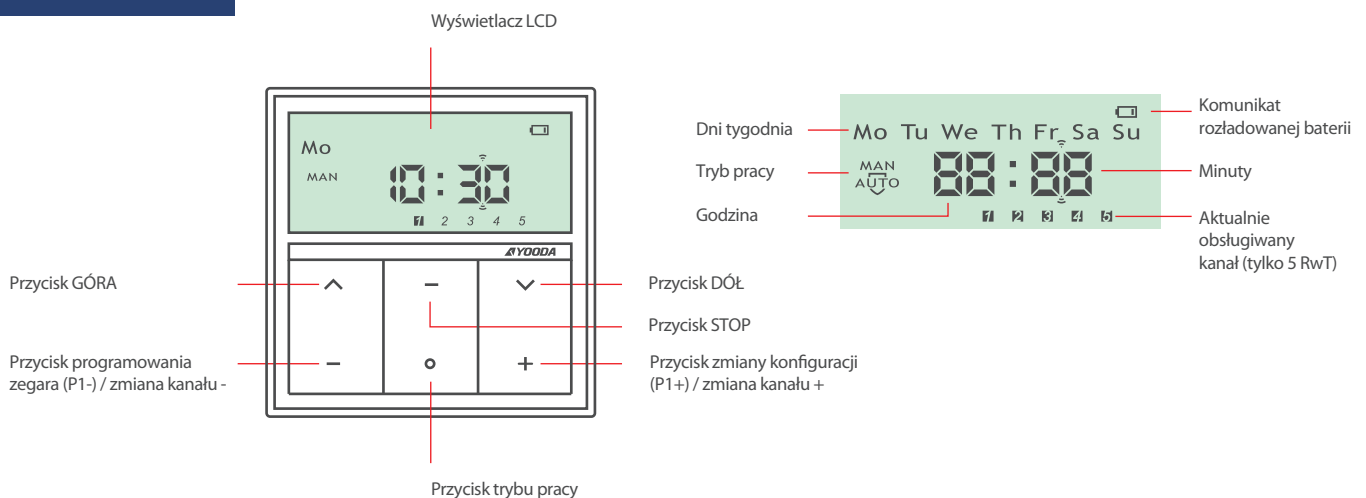 Wyświetlacz LCD
Mo
MAN
10:30
1 2 3 4 5
YOODA
Przycisk GÓRA
Przycisk programowania
zegara (P1-) / zmiana kanału -
Przycisk DÓŁ
Przycisk STOP
Przycisk zmiany konfiguracji
(P1+) / zmiana kanału +
Przycisk trybu pracy
Dni tygodnia
Tryb pracy
Godzina
Mo Tu We Th Fr Sa Su
MAN
AUTO
88:88
1 2 3 4 5
Komunikat
rozładowanej baterii
Minuty
Aktualnie
obsługiwany
kanał (tylko 5 RwT)